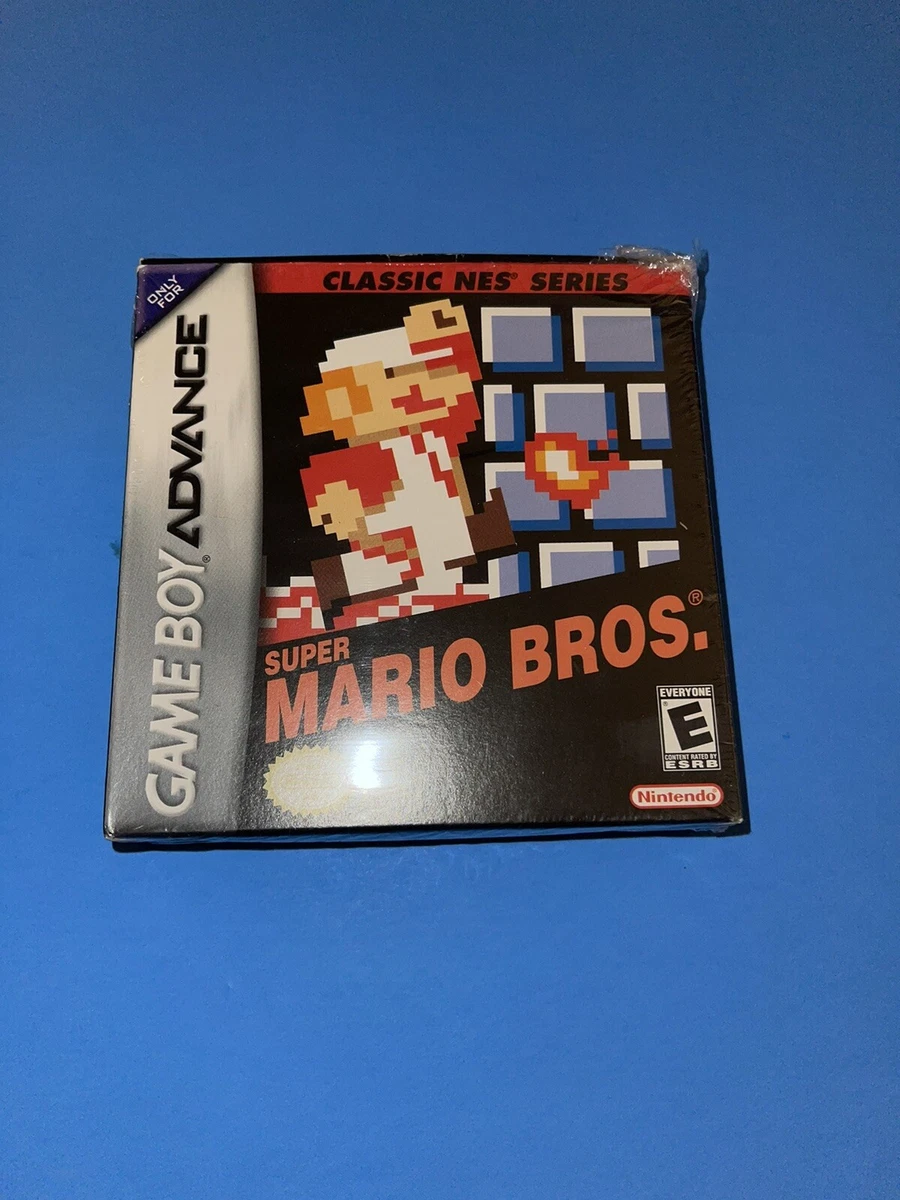 ONLY
FOR
GAME BOY® ADVANCE
CLASSIC NES® SERIES
SUPER
MARIO BROS.®
EVERYONE
E
®
CONTENT RATED BY
ESRB
Nintendo®